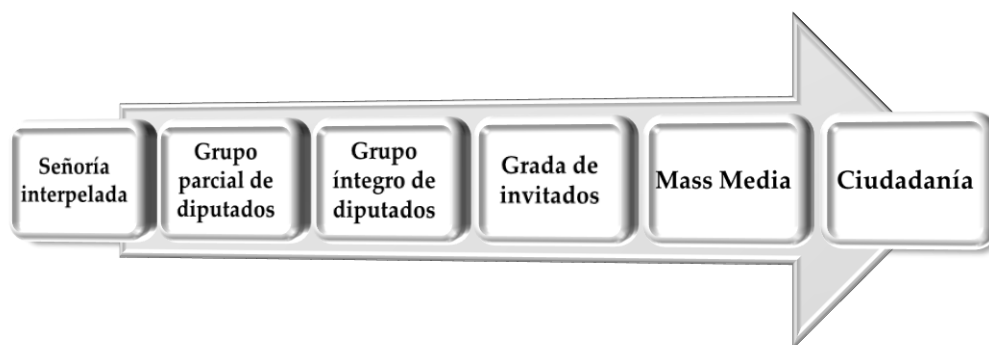 Señoría
interpelada
Grupo
parcial de
diputados
Grupo
íntegro de
diputados
Grada de
invitados
Mass Media
Ciudadanía